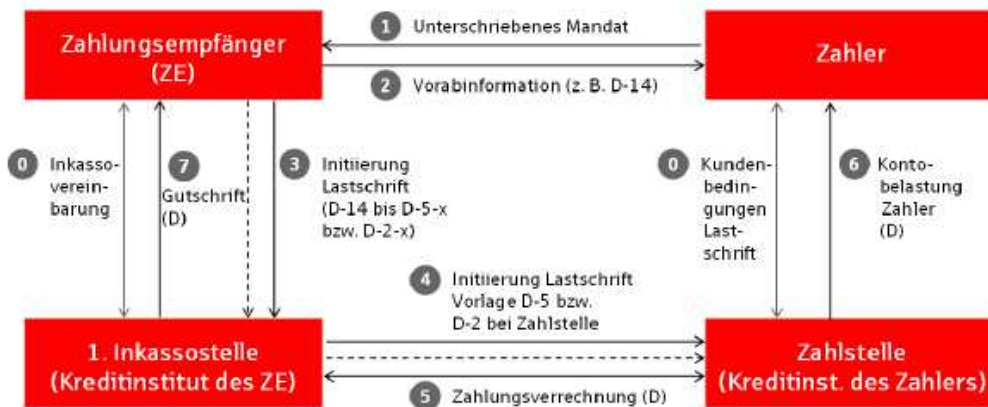 Zahlungsempfänger
(ZE)
1 Unterschriebenes Mandat
2 Vorabinformation (z. B. D-14)
Zahler
0 Inkasso-
verein-
barung
7
Gutschrift
(D)
3 Initiierung
Lastschrift
(D-14 bis D-5-x
bzw. D-2-x)
0 Kunden-
bedin-
gungen
Last-
schrift
6 Konto-
belastung
Zahler
(D)
4 Initiierung Lastschrift
Vorlage D-5 bzw.
D-2 bei Zahlstelle
1. Inkassostelle
(Kreditinstitut des ZE)
5 Zahlungsverrechnung (D)
Zahlstelle
(Kreditinst. des Zahlers)